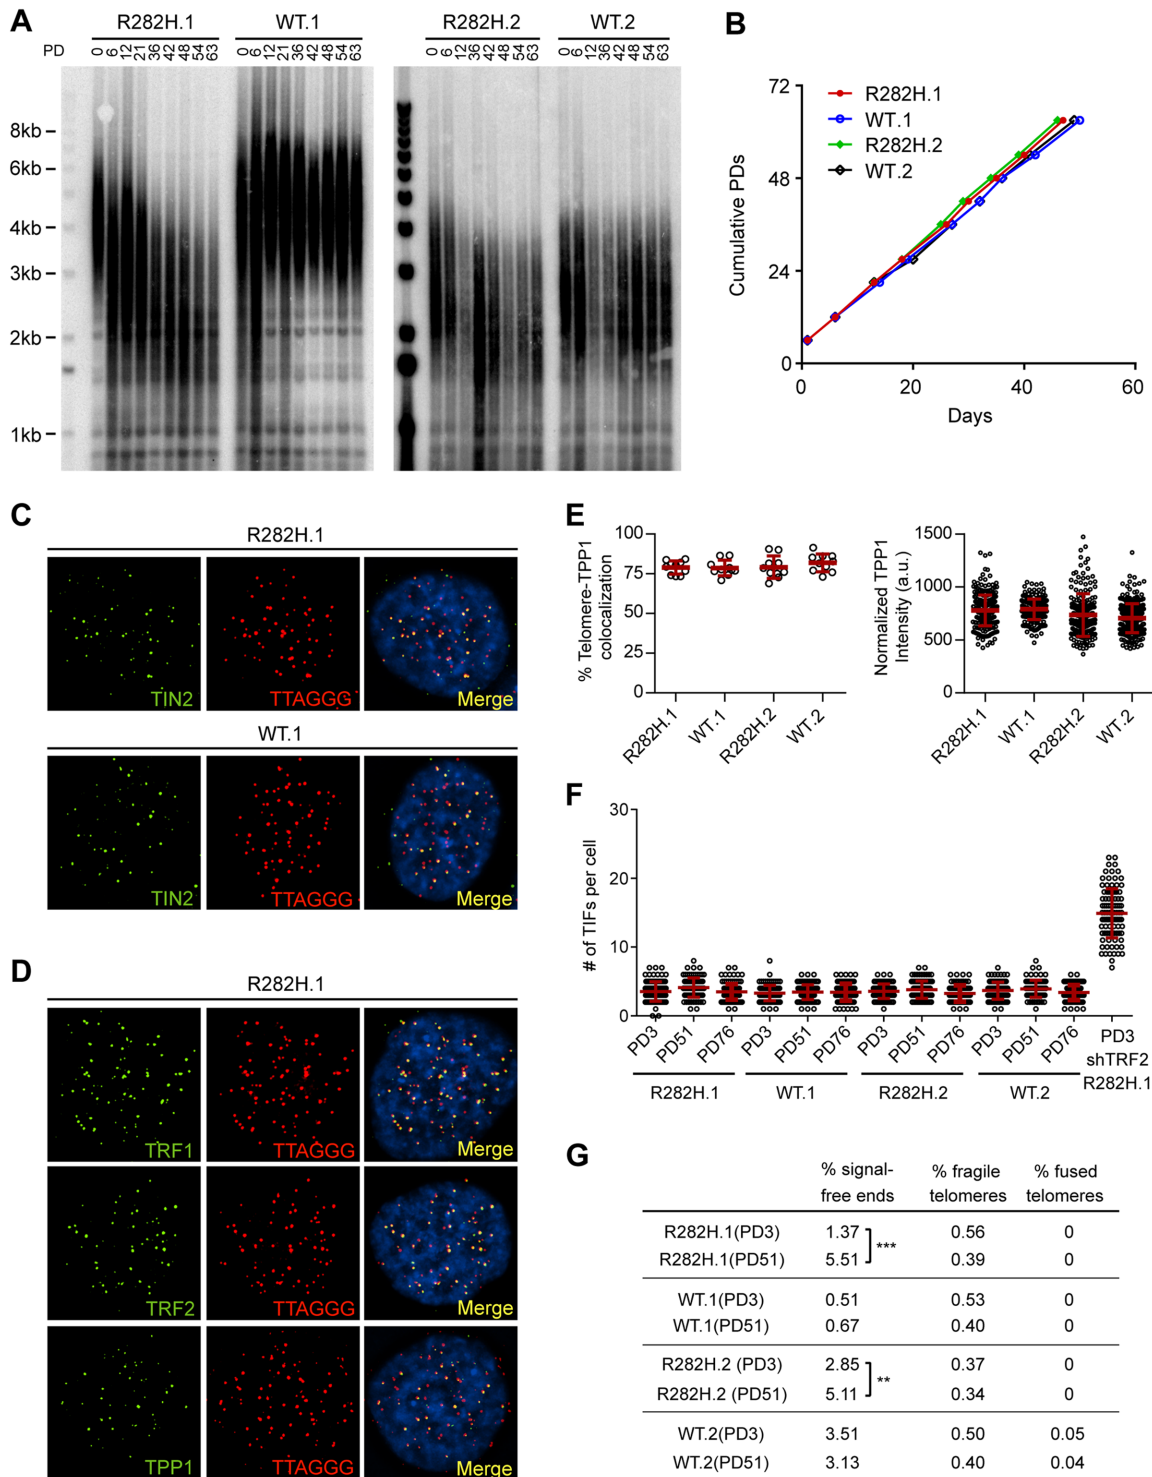 A
R282H.1 WT.1 R282H.2 WT.2
PD 0 6 12 21 36 42 48 54 63 0 6 12 21 36 42 48 54 63 0 6 12 36 42 48 54 63 0 6 12 36 42 48 54 63
8kb
6kb
4kb
3kb
2kb
1kb
B
Cumulative PDs
72
48
24
0
0 20 40 60
Days
R282H.1
WT.1
R282H.2
WT.2
C
R282H.1
TIN2 TTAGGG Merge
WT.1
TIN2 TTAGGG Merge
D
R282H.1
TRF1 TTAGGG Merge
TRF2 TTAGGG Merge
TPP1 TTAGGG Merge
E
% Telomere-TPP1
colocalization
100
75
50
25
0
R282H.1 WT.1 R282H.2 WT.2
Normalized TPP1
Intensity (a.u.)
1500
1000
500
0
R282H.1 WT.1 R282H.2 WT.2
F
# of TIFs per cell
30
20
10
0
PD3 PD51 PD76 PD3 PD51 PD76 PD3 PD51 PD76 PD3 PD51 PD76
R282H.1 WT.1 R282H.2 WT.2
PD3
shTRF2
R282H.1
G
% signal- % fragile % fused
free ends telomeres telomeres
R282H.1(PD3) 1.37 0.56 0
***
R282H.1(PD51) 5.51 0.39 0
WT.1(PD3) 0.51 0.53 0
WT.1(PD51) 0.67 0.40 0
R282H.2 (PD3) 2.85 0.37 0
**
R282H.2 (PD51) 5.11 0.34 0
WT.2(PD3) 3.51 0.50 0.05
WT.2(PD51) 3.13 0.40 0.04